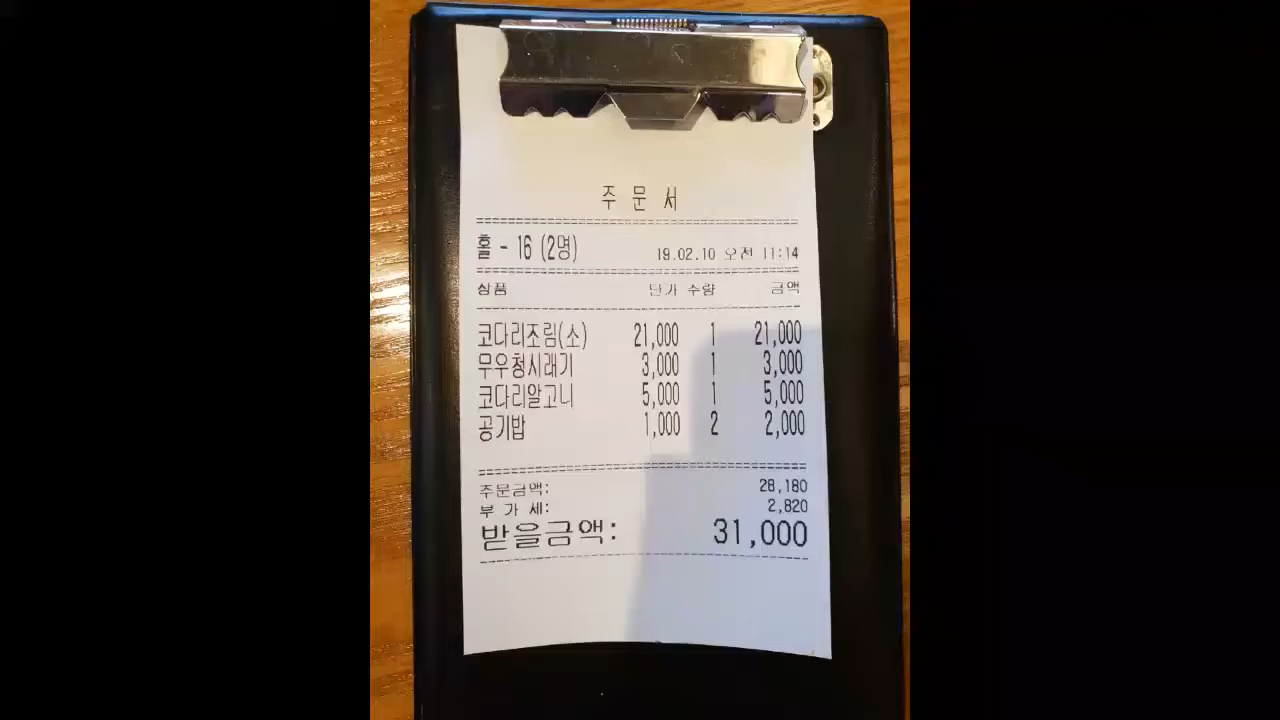 주 문 서
홀 - 16 (2명) 19.02.10 오전 11:14
상품 단가 수량 금액
코다리조림(소) 21,000 1 21,000
무우청시래기 3,000 1 3,000
코다리알고니 5,000 1 5,000
공기밥 1,000 2 2,000
주문금액: 28,180
부 가 세: 2,820
받을금액: 31,000